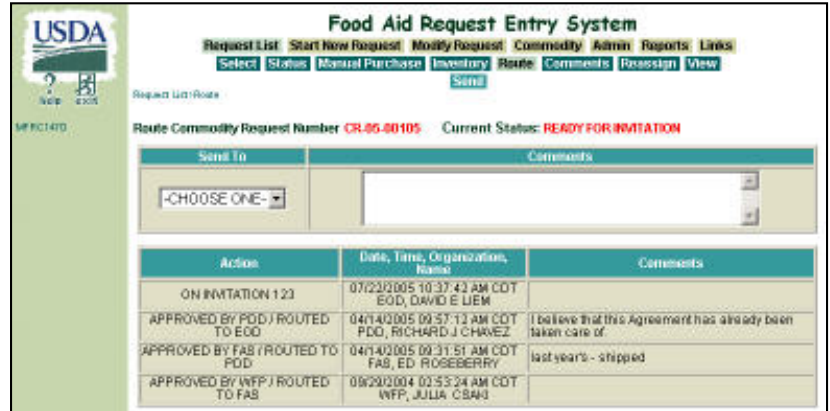 USDA
Food Aid Request Entry System
Request List Start New Request Modify Request Commodity Admin Reports Links
Select Status Manual Purchase Inventory Route Comments Reassign View
Send
help exit
Request List>Route
Route Commodity Request Number CR-05-00105 Current Status: READY FOR INVITATION
Send To Comments
-CHOOSE ONE-
Action Date, Time, Organization, Name Comments
ON INVITATION 123 07/22/2005 10:37:42 AM CDT
EOD, DAVID E LIEM
APPROVED BY PDD / ROUTED TO EOD 04/14/2005 09:57:13 AM CDT
PDD, RICHARD J CHAVEZ I believe that this Agreement has already been taken care of.
APPROVED BY FAS / ROUTED TO PDD 04/14/2005 09:31:51 AM CDT
FAS, ED ROSEBERRY last year's - shipped
APPROVED BY WFP / ROUTED TO FAS 09/29/2004 02:53:24 AM CDT
WFP, JULIA CSAKI